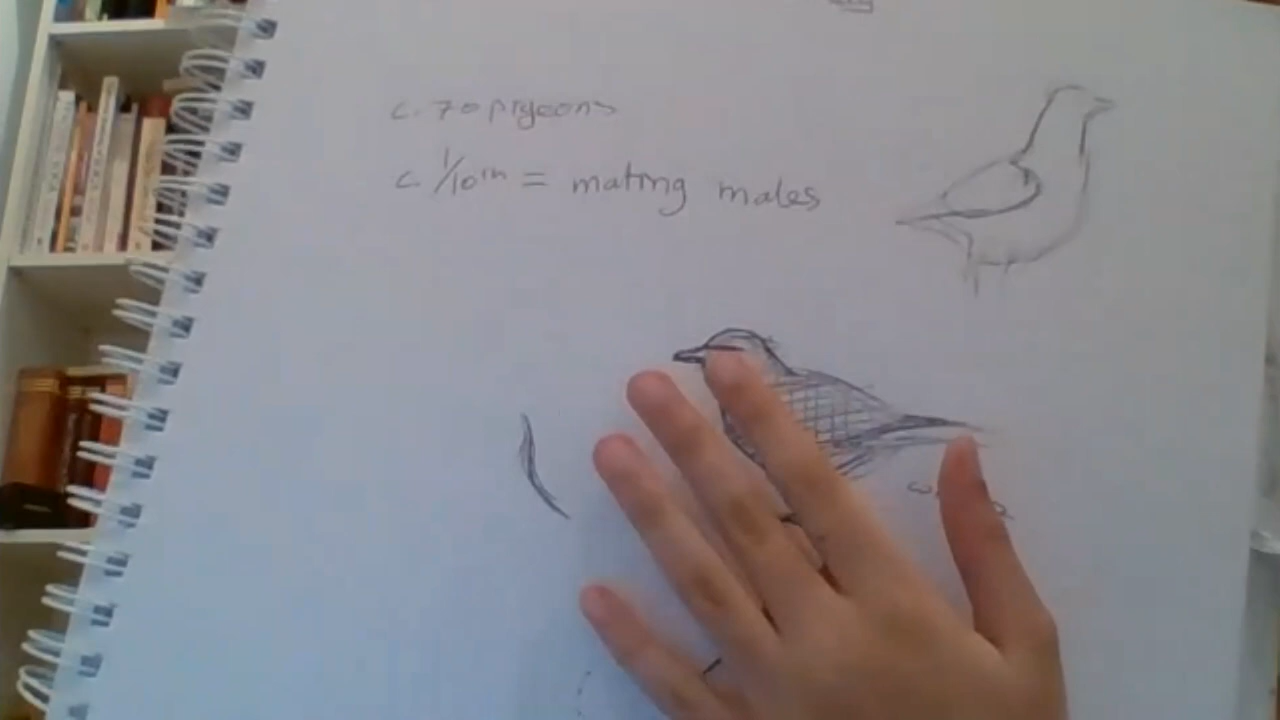 c. 70 pigeons
c. 1/10th = mating males